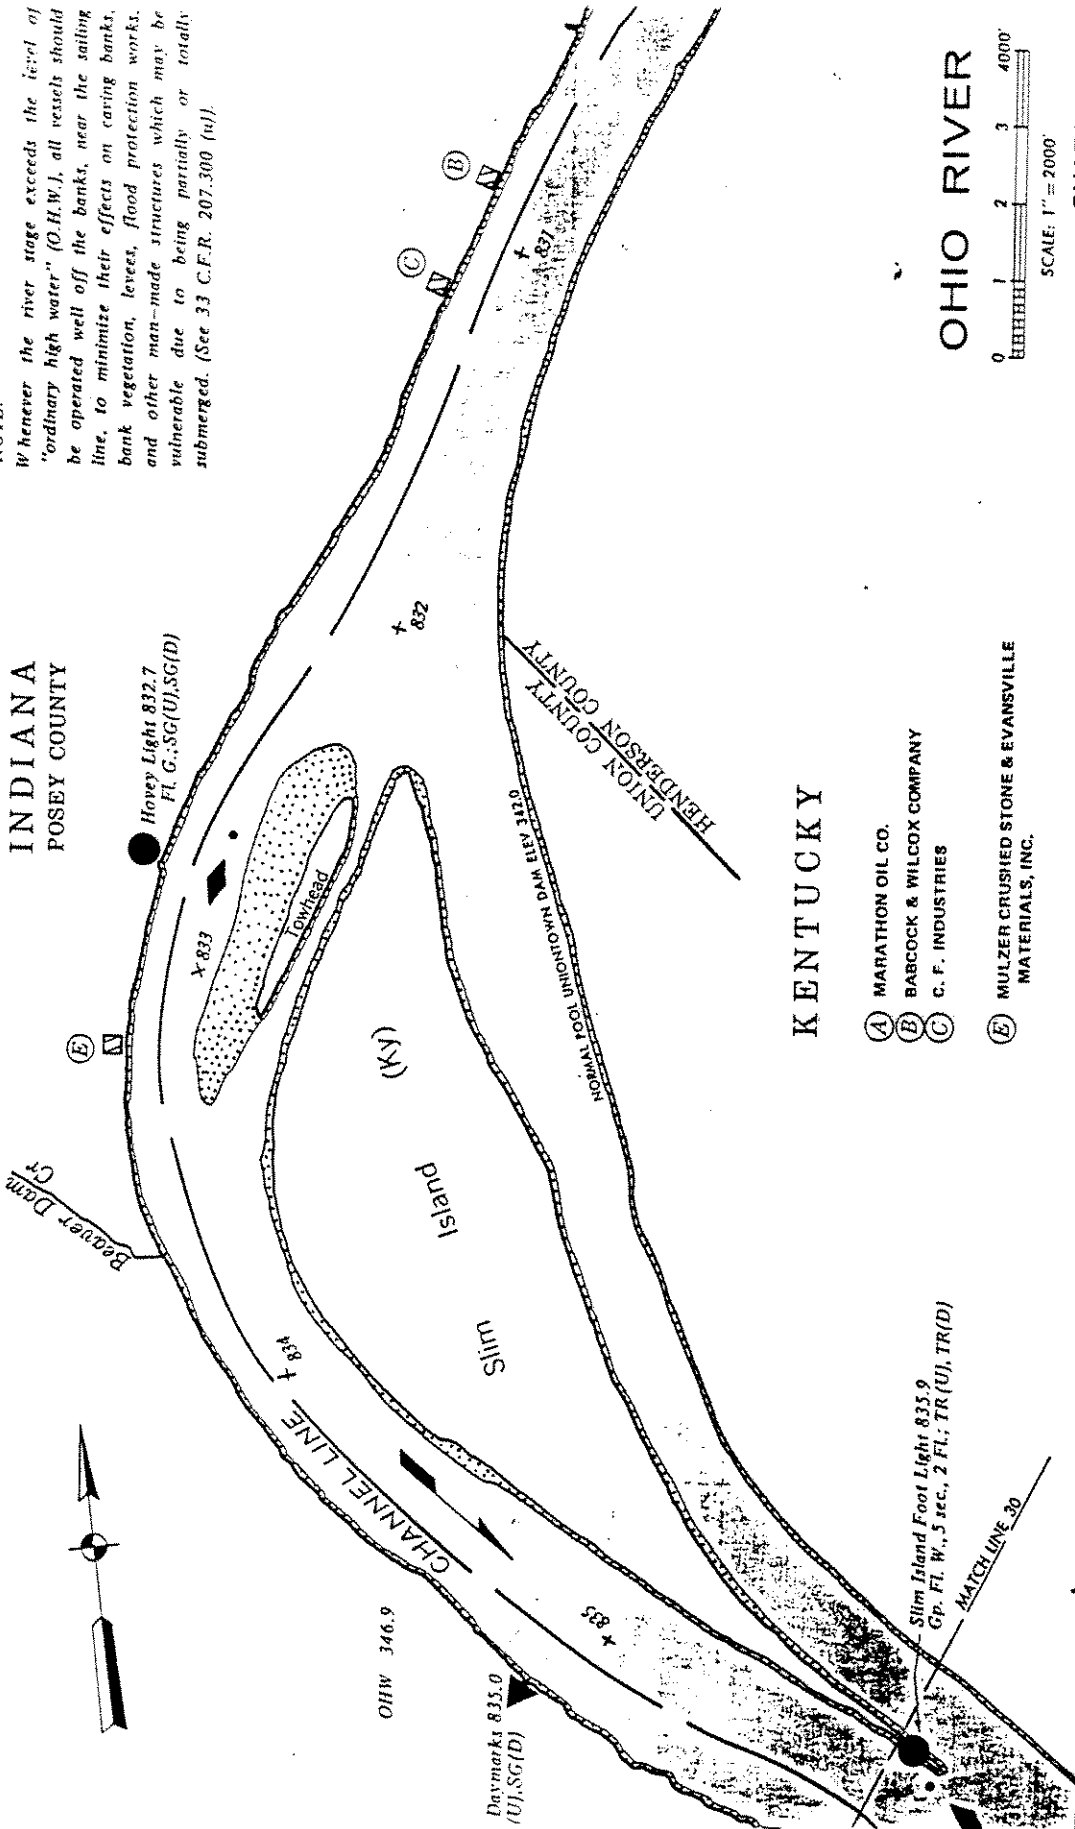 Whenever the river stage exceeds the level of
"ordinary high water" (O.H.W.), all vessels should
be operated well off the banks, near the sailing
line, to minimize their effects on caving banks,
bank vegetation, levees, flood protection works,
and other man-made structures which may be
vulnerable due to being partially or totally
submerged. (See 33 C.F.R. 207.300 (u)).
INDIANA
POSEY COUNTY
Hovey Light 832.7
Fl. G.; SG(U),SG(D)
B
C
E
831
832
833
834
835
Towhead
Beaver Dam
Cr
Slim Island (Ky)
CHANNEL LINE
OHW 346.9
Daymarks 835.0
(U),SG(D)
NORMAL POOL UNIONTOWN DAM ELEV 342.0
UNION COUNTY
HENDERSON COUNTY
KENTUCKY
A MARATHON OIL CO.
B BABCOCK & WILCOX COMPANY
C C. F. INDUSTRIES
E MULZER CRUSHED STONE & EVANSVILLE
MATERIALS, INC.
Slim Island Foot Light 835.9
Gp. Fl. W., 5 sec., 2 Fl.; TR(U), TR(D)
MATCH LINE 30
OHIO RIVER
0 1 2 3 4000'
SCALE: 1" = 2000'